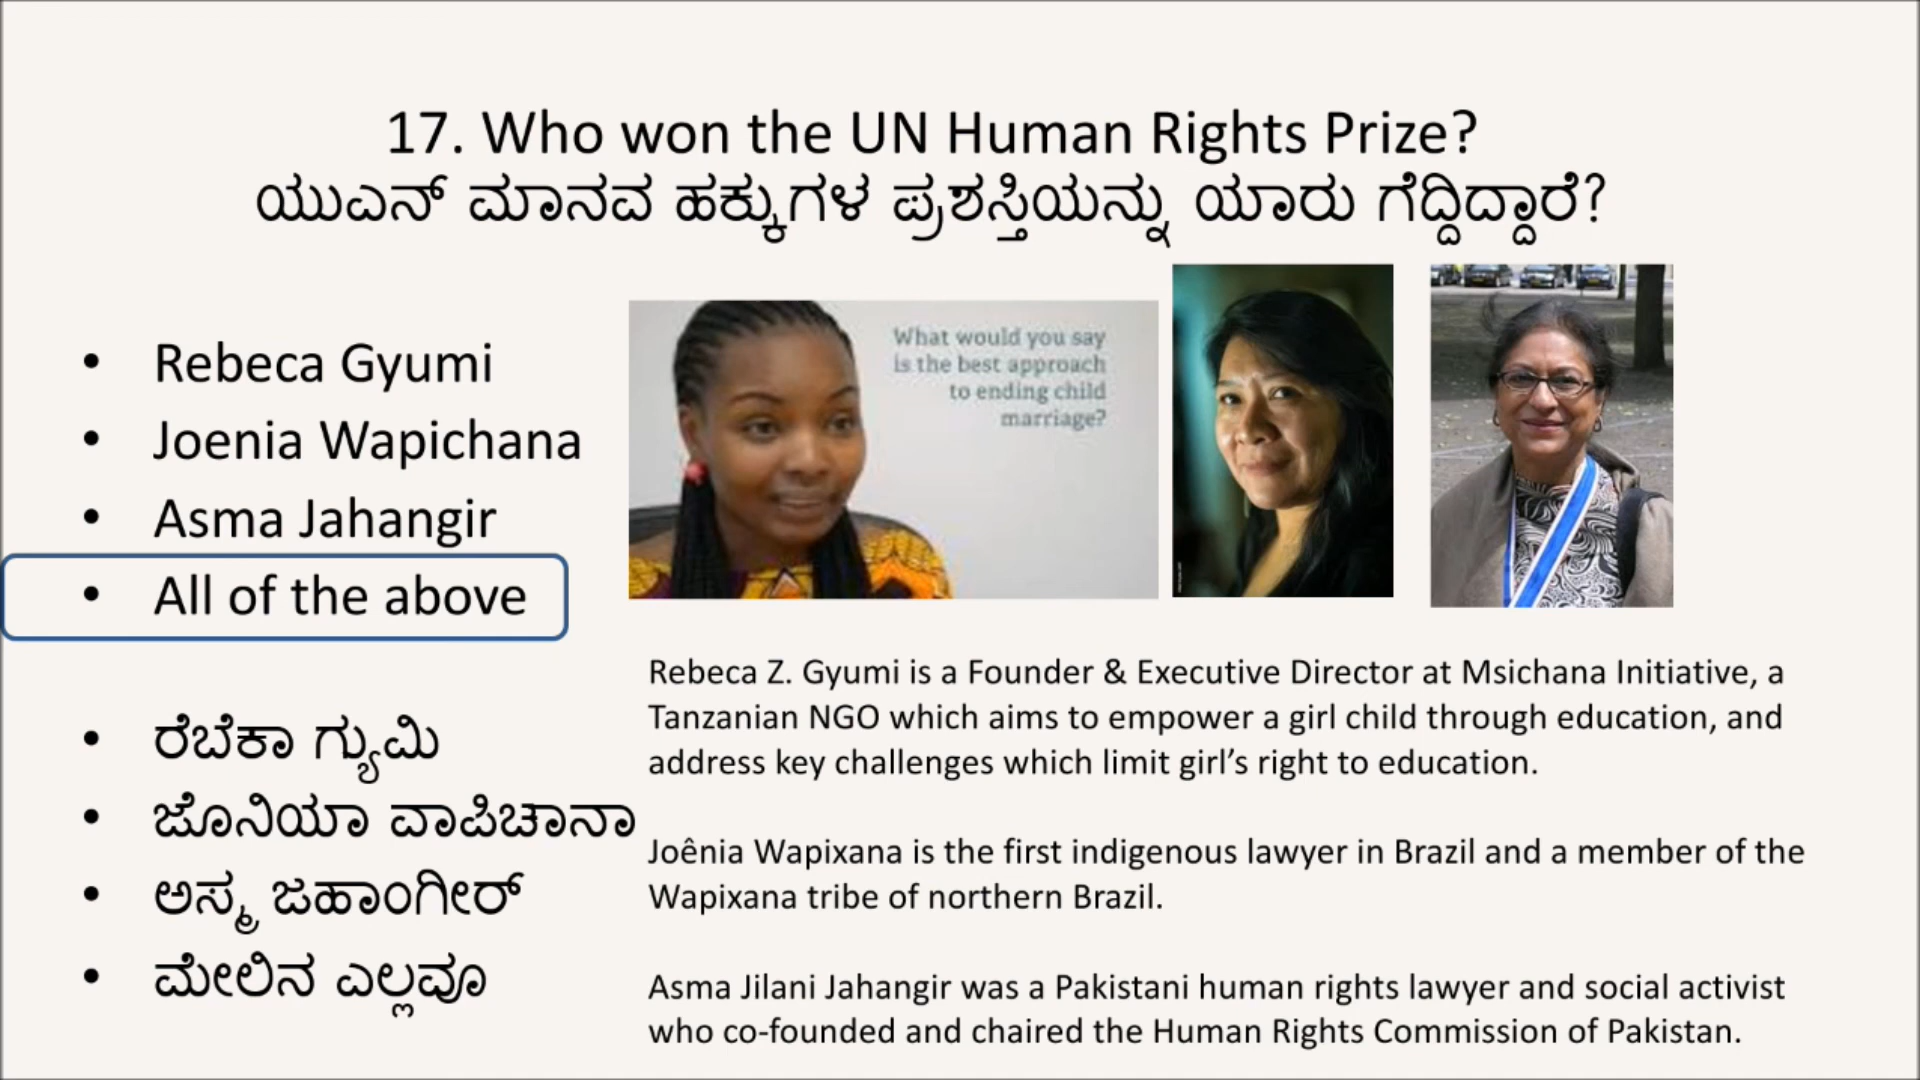 17. Who won the UN Human Rights Prize?
ಯುಎನ್ ಮಾನವ ಹಕ್ಕುಗಳ ಪ್ರಶಸ್ತಿಯನ್ನು ಯಾರು ಗೆದ್ದಿದ್ದಾರೆ?
• Rebeca Gyumi
• Joenia Wapichana
• Asma Jahangir
• All of the above
• ರೆಬೆಕಾ ಗ್ಯುಮಿ
• ಜೊನಿಯಾ ವಾಪಿಚಾನಾ
• ಅಸ್ಮ ಜಹಾಂಗೀರ್
• ಮೇಲಿನ ಎಲ್ಲವೂ
What would you say
is the best approach
to ending child
marriage?
Rebeca Z. Gyumi is a Founder & Executive Director at Msichana Initiative, a
Tanzanian NGO which aims to empower a girl child through education, and
address key challenges which limit girl’s right to education.
Joênia Wapixana is the first indigenous lawyer in Brazil and a member of the
Wapixana tribe of northern Brazil.
Asma Jilani Jahangir was a Pakistani human rights lawyer and social activist
who co-founded and chaired the Human Rights Commission of Pakistan.